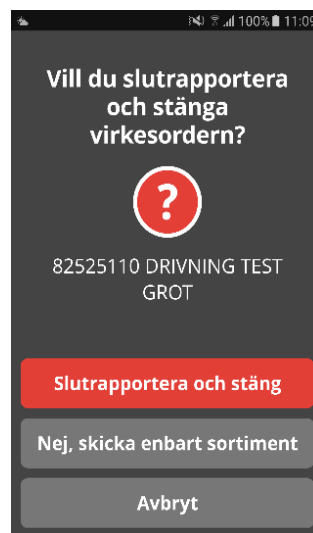 100% 11:09
Vill du slutrapportera
och stänga
virkesordern?
?
82525110 DRIVNING TEST
GROT
Slutrapportera och stäng
Nej, skicka enbart sortiment
Avbryt